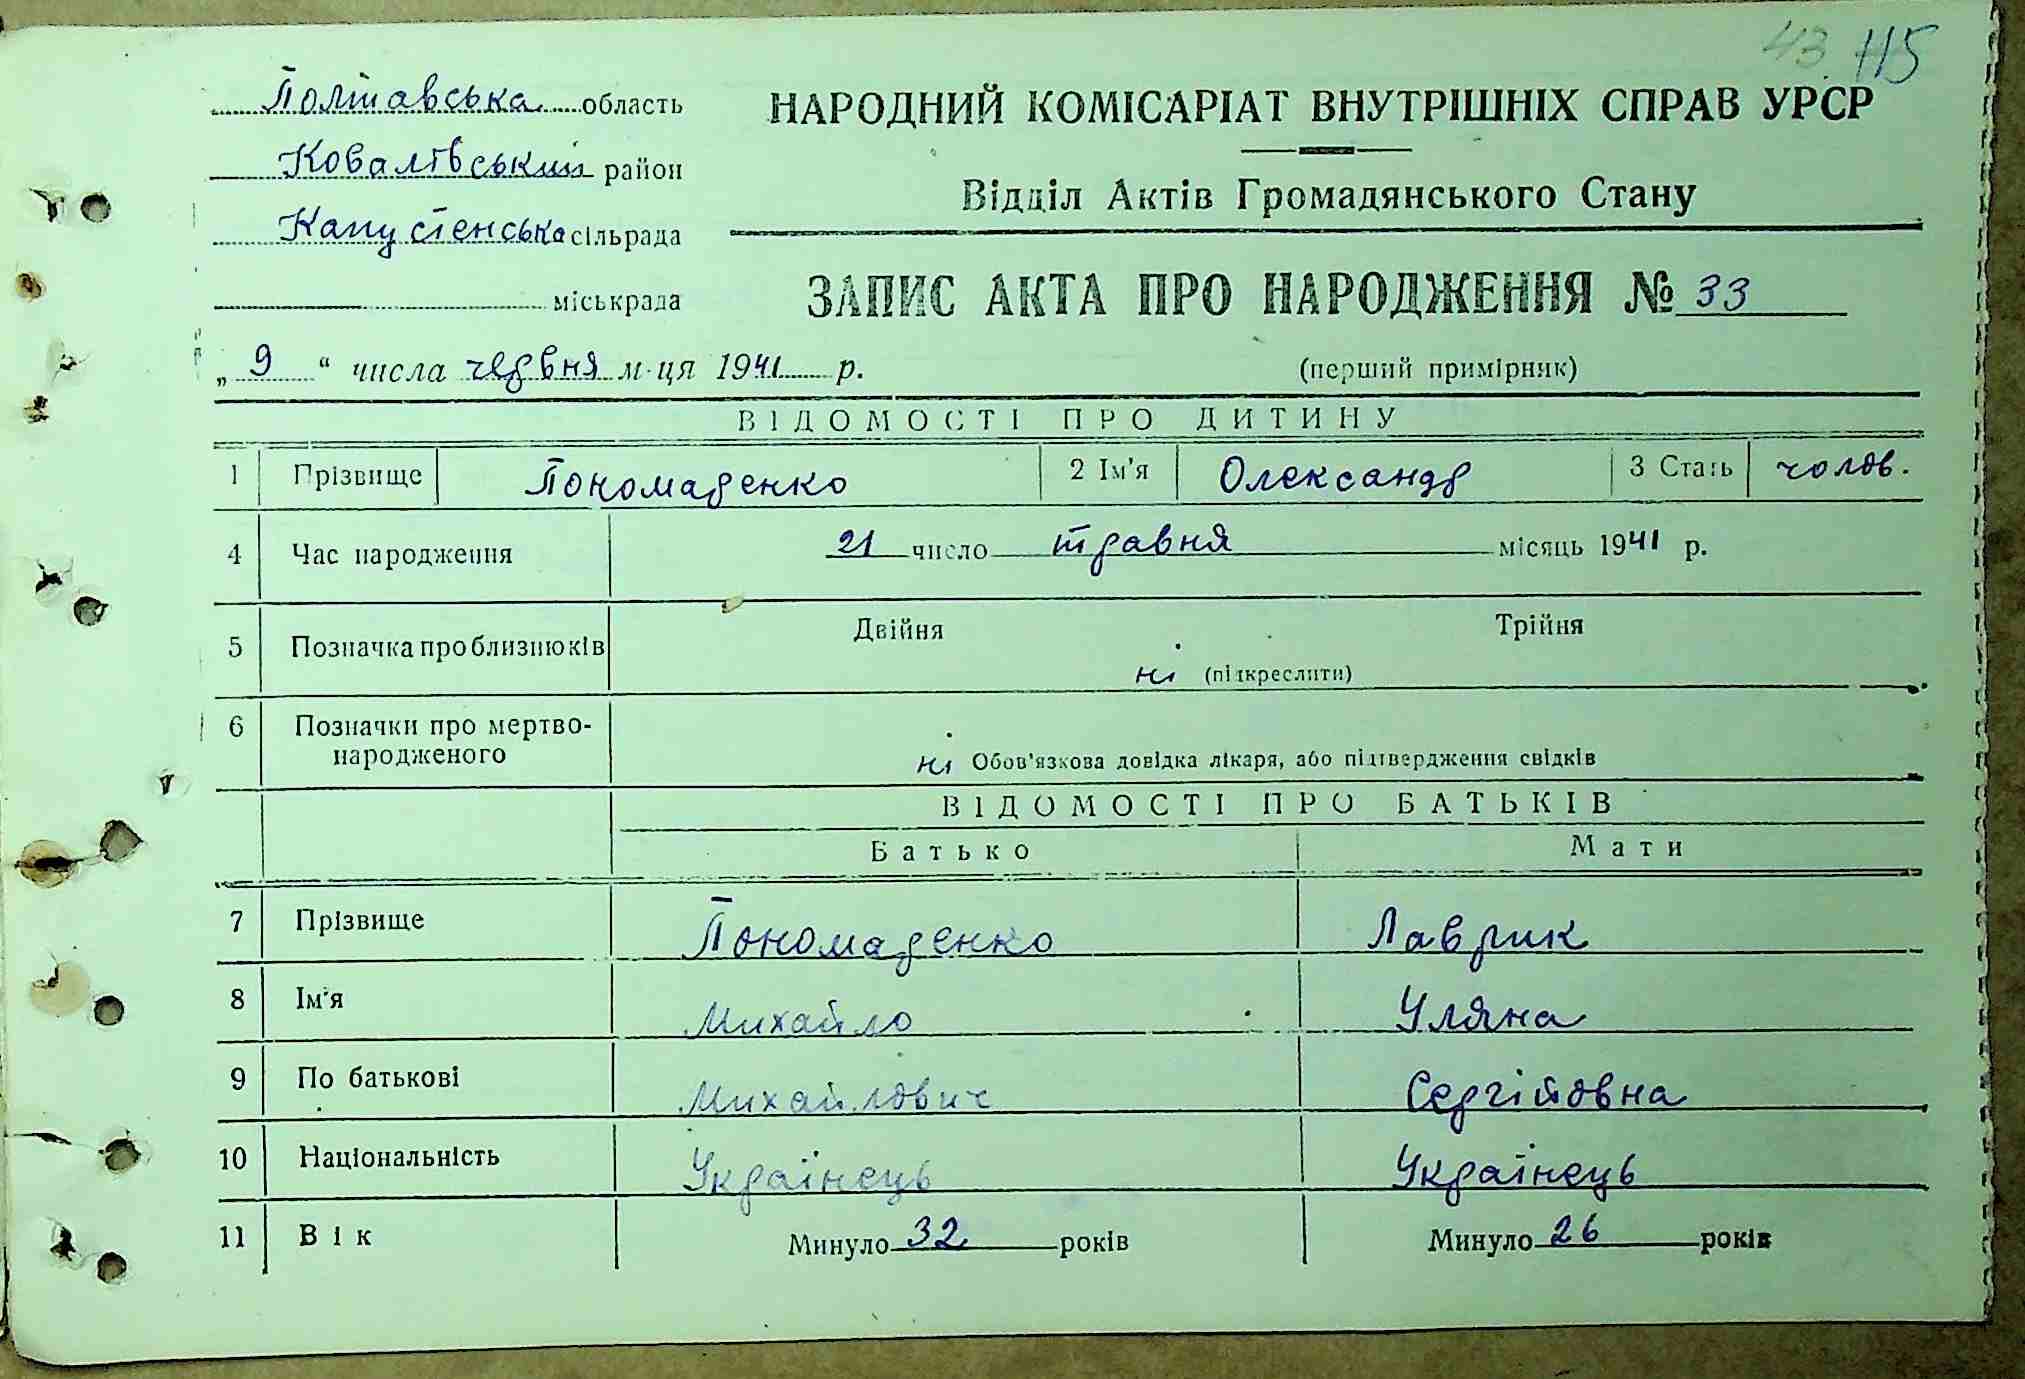 43. 115
Полтавська область
Ковалівський район
Капустенська сільрада
міськрада
НАРОДНИЙ КОМІСАРІАТ ВНУТРІШНІХ СПРАВ УРСР
Відділ Актів Громадянського Стану
ЗАПИС АКТА ПРО НАРОДЖЕННЯ № 33
„ 9 “ числа червня м-ця 1941 р.
(перший примірник)
ВІДОМОСТІ ПРО ДИТИНУ
1 Прізвище Пономаренко 2 Ім'я Олександр 3 Стать чолов.
4 Час народження 21 число травня місяць 1941 р.
5 Позначка про близнюків Двійня Трійня
ні (підкреслити)
6 Позначки про мертво-
народженого
ні Обов'язкова довідка лікаря, або підтвердження свідків
ВІДОМОСТІ ПРО БАТЬКІВ
Батько Мати
7 Прізвище Пономаренко Лаврик
8 Ім'я Михайло Уляна
9 По батькові Михайлович Сергійовна
10 Національність Українець Українець
11 Вік Минуло 32 років Минуло 26 років